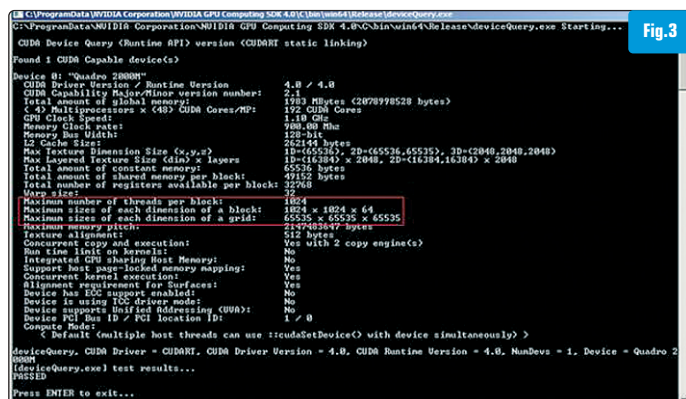 C:\ProgramData\NVIDIA Corporation\NVIDIA GPU Computing SDK 4.0\C\bin\win64\Release\deviceQuery.exe
Fig.3
C:\ProgramData\NVIDIA Corporation\NVIDIA GPU Computing SDK 4.0\C\bin\win64\Release\deviceQuery.exe Starting...
CUDA Device Query (Runtime API) version (CUDART static linking)
Found 1 CUDA Capable device(s)
Device 0: "Quadro 2000M"
CUDA Driver Version / Runtime Version 4.0 / 4.0
CUDA Capability Major/Minor version number: 2.1
Total amount of global memory: 1983 MBytes (2078998528 bytes)
( 4) Multiprocessors x (48) CUDA Cores/MP: 192 CUDA Cores
GPU Clock Speed: 1.10 GHz
Memory Clock rate: 900.00 Mhz
Memory Bus Width: 128-bit
L2 Cache Size: 262144 bytes
Max Texture Dimension Size (x,y,z) 1D=(65536), 2D=(65536,65535), 3D=(2048,2048,2048)
Max Layered Texture Size (dim) x layers 1D=(16384) x 2048, 2D=(16384,16384) x 2048
Total amount of constant memory: 65536 bytes
Total amount of shared memory per block: 49152 bytes
Total number of registers available per block: 32768
Warp size: 32
Maximum number of threads per block: 1024
Maximum sizes of each dimension of a block: 1024 x 1024 x 64
Maximum sizes of each dimension of a grid: 65535 x 65535 x 65535
Maximum memory pitch: 2147483647 bytes
Texture alignment: 512 bytes
Concurrent copy and execution: Yes with 2 copy engine(s)
Run time limit on kernels: No
Integrated GPU sharing Host Memory: No
Support host page-locked memory mapping: Yes
Concurrent kernel execution: Yes
Alignment requirement for Surfaces: Yes
Device has ECC support enabled: No
Device is using TCC driver mode: No
Device supports Unified Addressing (UVA): No
Device PCI Bus ID / PCI location ID: 1 / 0
Compute Mode:
< Default (multiple host threads can use ::cudaSetDevice() with device simultaneously) >
deviceQuery, CUDA Driver = CUDART, CUDA Driver Version = 4.0, CUDA Runtime Version = 4.0, NumDevs = 1, Device = Quadro 2
000M
[deviceQuery.exe] test results...
PASSED
Press ENTER to exit...